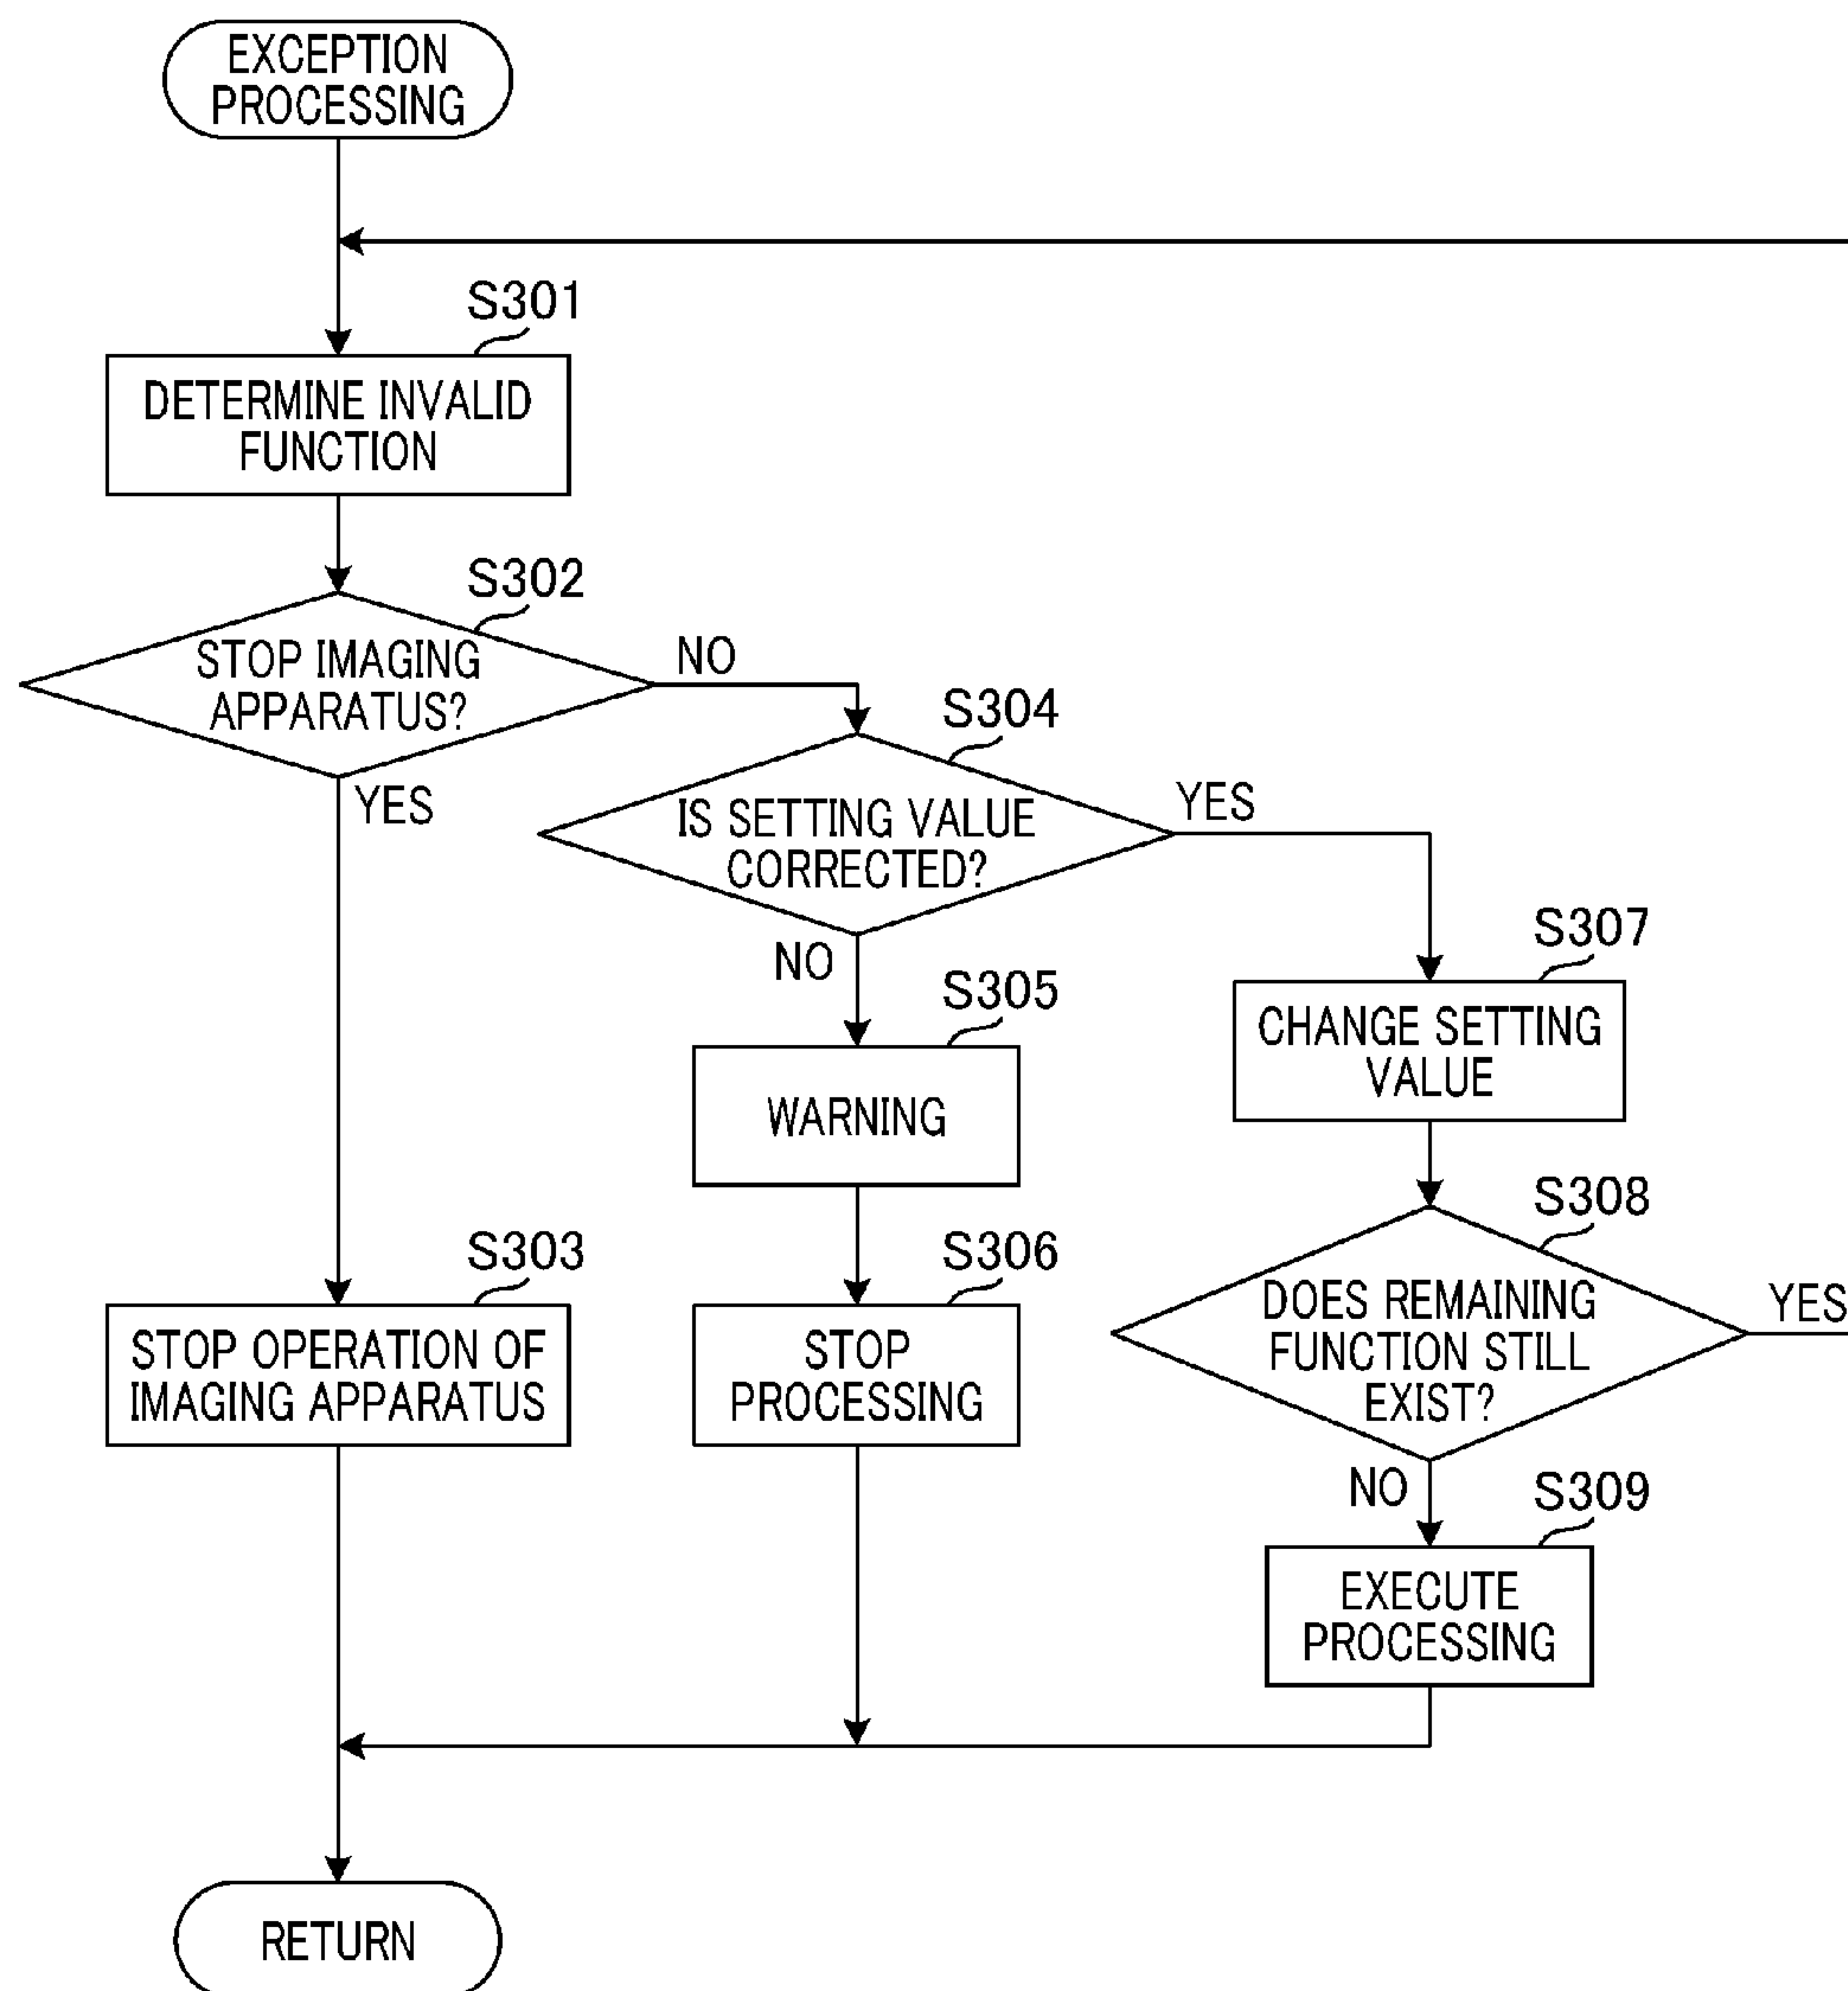 EXCEPTION
PROCESSING
S301
DETERMINE INVALID
FUNCTION
S302
STOP IMAGING
APPARATUS?
NO
YES
S304
IS SETTING VALUE
CORRECTED?
YES
NO
S305
WARNING
S307
CHANGE SETTING
VALUE
S303
STOP OPERATION OF
IMAGING APPARATUS
S306
STOP
PROCESSING
S308
DOES REMAINING
FUNCTION STILL
EXIST?
YES
NO
S309
EXECUTE
PROCESSING
RETURN